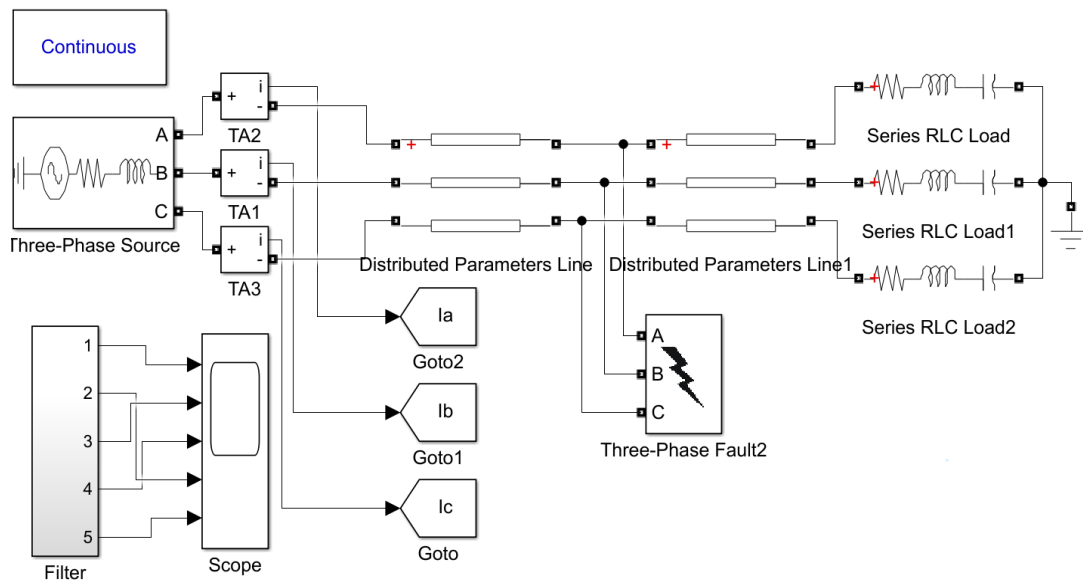 Continuous
A
B
C
Three-Phase Source
+
i
-
TA2
+
i
-
TA1
+
i
-
TA3
+
+
Distributed Parameters Line
Distributed Parameters Line1
+
Series RLC Load
+
Series RLC Load1
+
Series RLC Load2
Ia
Goto2
Ib
Goto1
Ic
Goto
A
B
C
Three-Phase Fault2
1
2
3
4
5
Filter
Scope